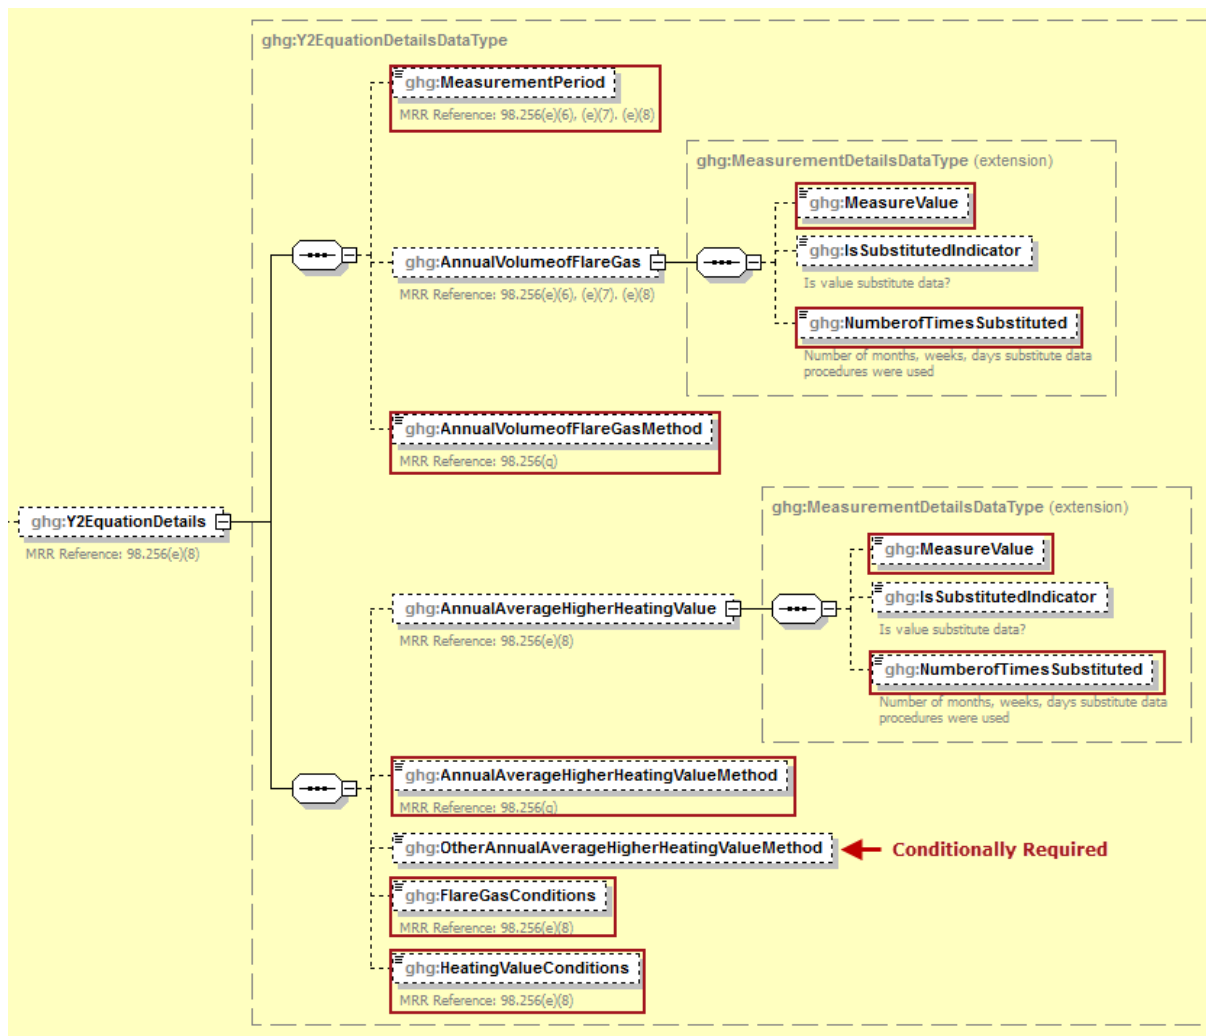 ghg:Y2EquationDetailsDataType
ghg:MeasurementPeriod
MRR Reference: 98.256(e)(6), (e)(7). (e)(8)
ghg:MeasurementDetailsDataType (extension)
ghg:MeasureValue
ghg:IsSubstitutedIndicator
Is value substitute data?
ghg:AnnualVolumeofFlareGas
MRR Reference: 98.256(e)(6), (e)(7). (e)(8)
ghg:NumberofTimesSubstituted
Number of months, weeks, days substitute data
procedures were used
ghg:AnnualVolumeofFlareGasMethod
MRR Reference: 98.256(q)
ghg:MeasurementDetailsDataType (extension)
ghg:Y2EquationDetails
MRR Reference: 98.256(e)(8)
ghg:MeasureValue
ghg:IsSubstitutedIndicator
Is value substitute data?
ghg:AnnualAverageHigherHeatingValue
MRR Reference: 98.256(e)(8)
ghg:NumberofTimesSubstituted
Number of months, weeks, days substitute data
procedures were used
ghg:AnnualAverageHigherHeatingValueMethod
MRR Reference: 98.256(q)
ghg:OtherAnnualAverageHigherHeatingValueMethod
Conditionally Required
ghg:FlareGasConditions
MRR Reference: 98.256(e)(8)
ghg:HeatingValueConditions
MRR Reference: 98.256(e)(8)